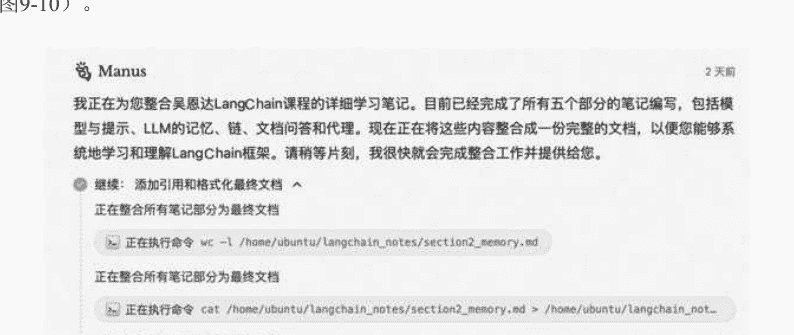 图9-10）。
Manus
2 天前
我正在为您整合吴恩达LangChain课程的详细学习笔记。目前已经完成了所有五个部分的笔记编写，包括模
型与提示、LLM的记忆、链、文档问答和代理。现在正在将这些内容整合成一份完整的文档，以便您能够系
统地学习和理解LangChain框架。请稍等片刻，我很快就会完成整合工作并提供给您。
继续：添加引用和格式化最终文档
正在整合所有笔记部分为最终文档
正在执行命令 wc -l /home/ubuntu/langchain_notes/section2_memory.md
正在整合所有笔记部分为最终文档
正在执行命令 cat /home/ubuntu/langchain_notes/section2_memory.md > /home/ubuntu/langchain_not…